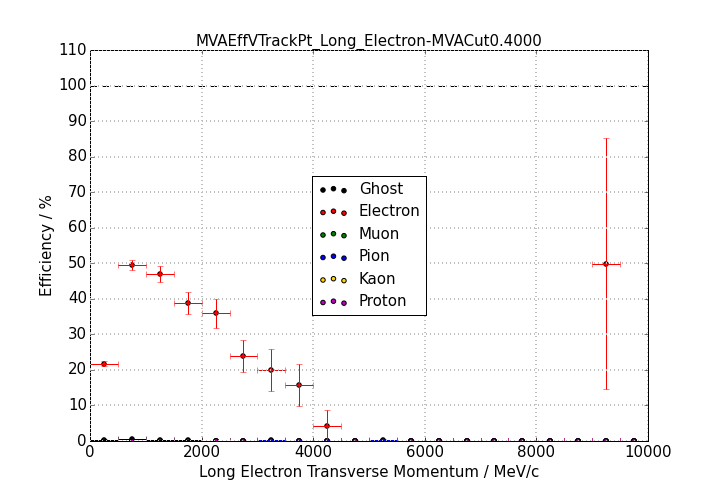 MVAEffVTrackPt_Long_Electron-MVACut0.4000
110
100
90
80
70
60
50
40
30
20
10
0
Efficiency / %
Ghost
Electron
Muon
Pion
Kaon
Proton
0 2000 4000 6000 8000 10000
Long Electron Transverse Momentum / MeV/c